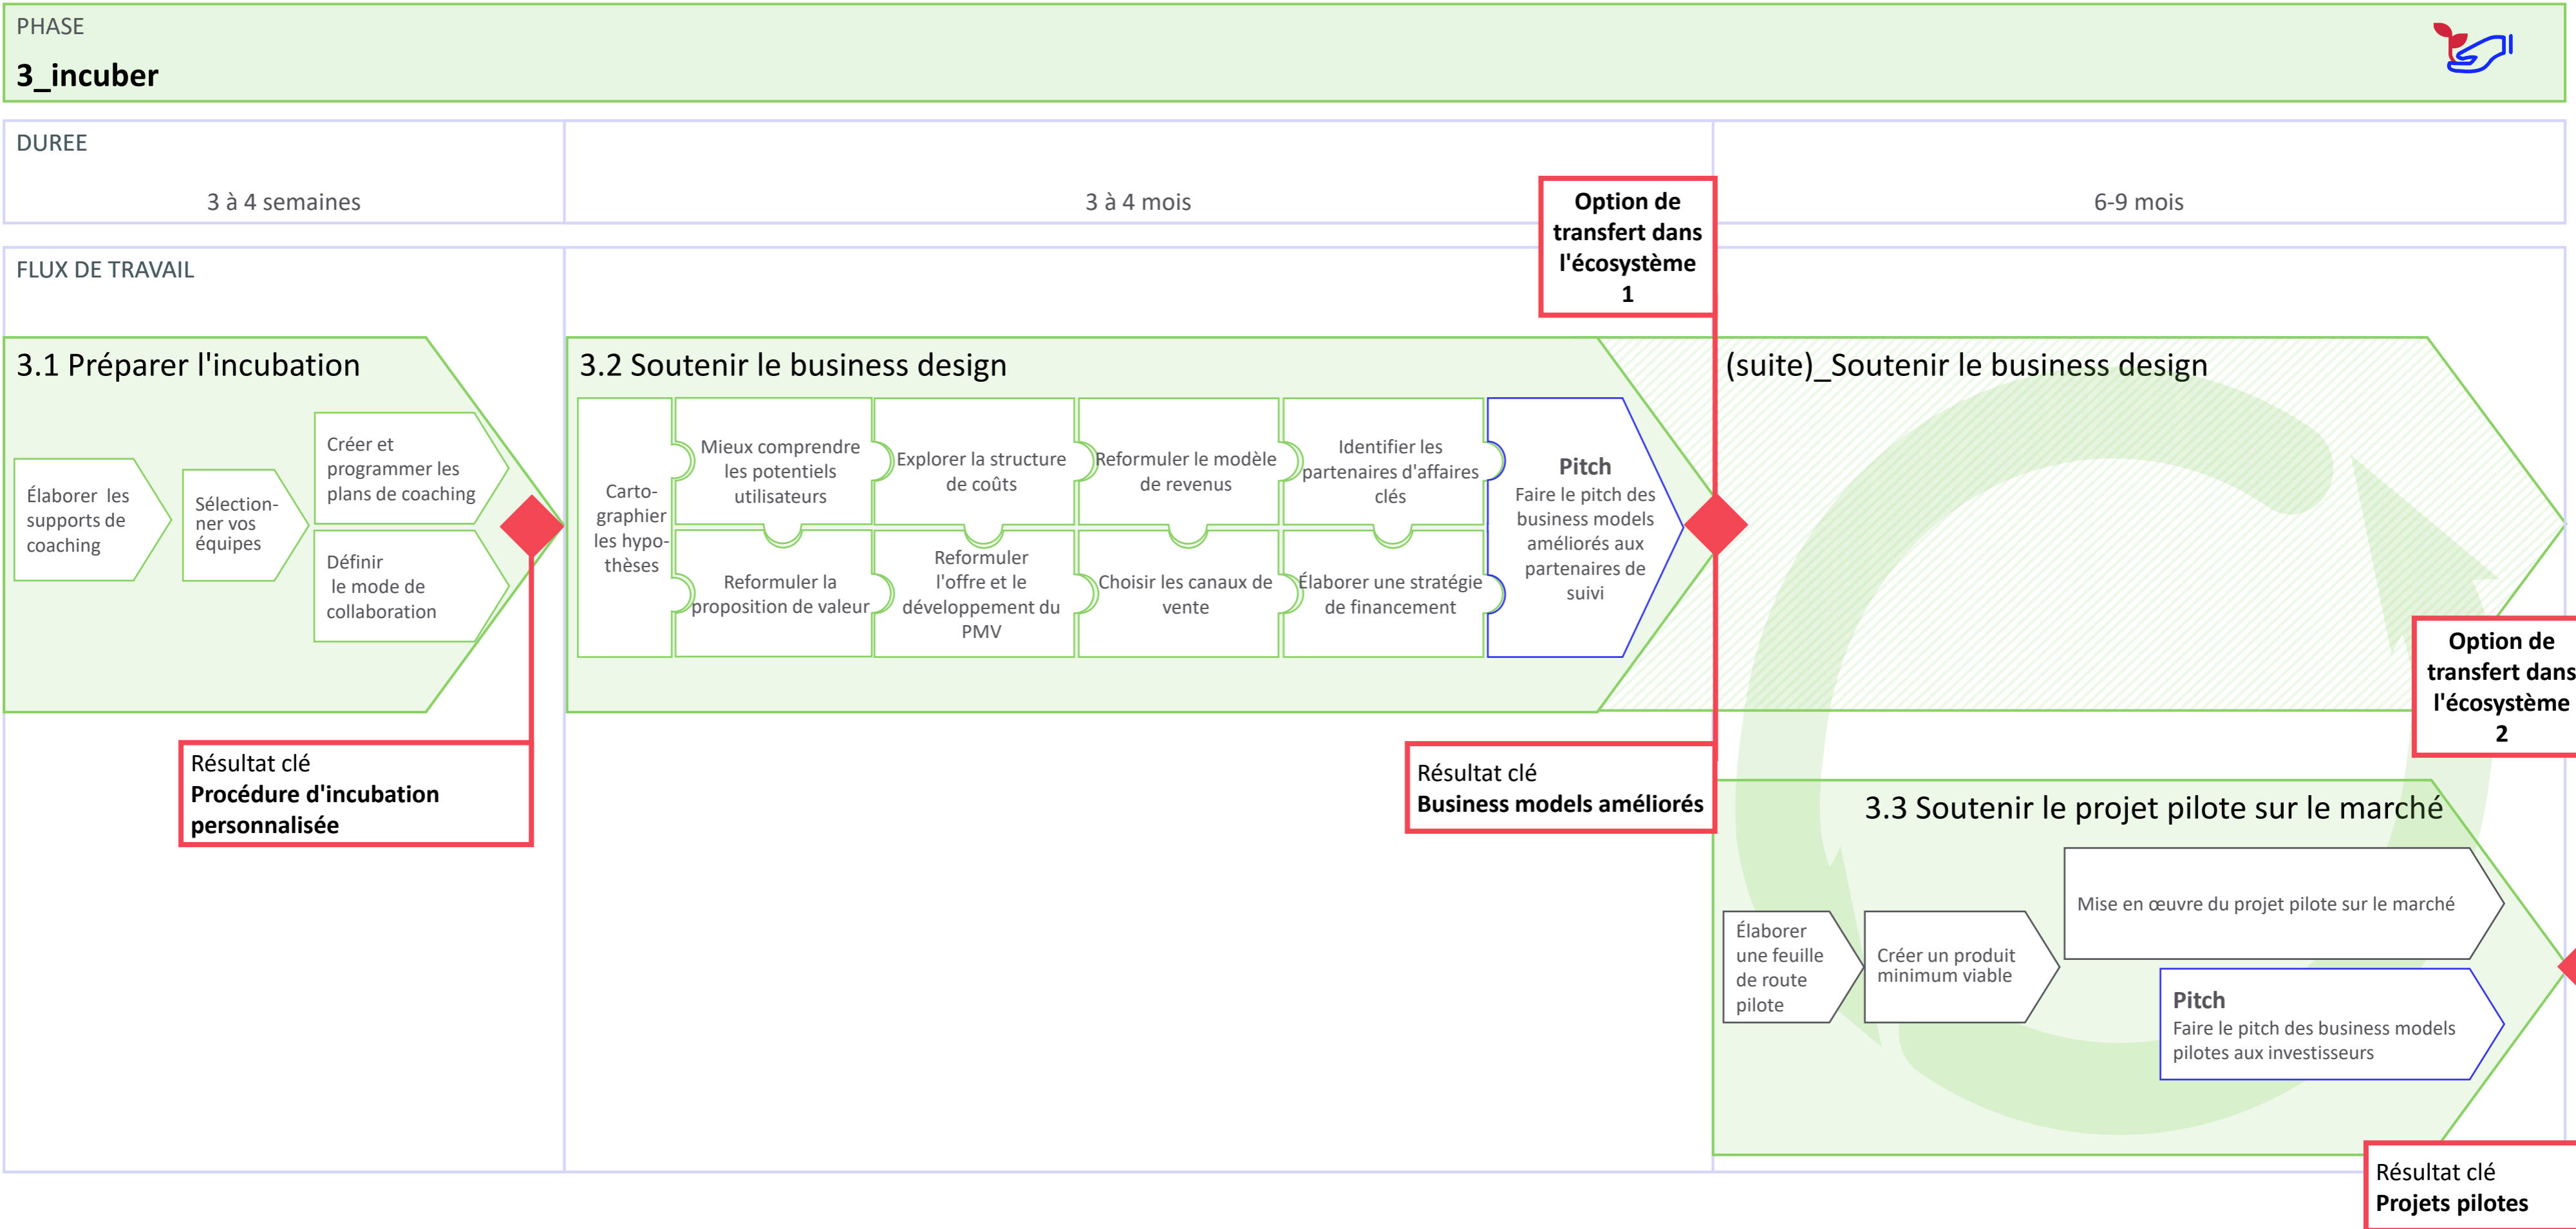 PHASE
3_incuber
DUREE
3 à 4 semaines
3 à 4 mois
6-9 mois
Option de
transfert dans
l'écosystème
1
FLUX DE TRAVAIL
3.1 Préparer l'incubation
Élaborer les
supports de
coaching
Sélection-
ner vos
équipes
Créer et
programmer les
plans de coaching
Définir
le mode de
collaboration
Résultat clé
Procédure d'incubation
personnalisée
3.2 Soutenir le business design
Carto-
graphier
les hypo-
thèses
Mieux comprendre
les potentiels
utilisateurs
Explorer la structure
de coûts
Reformuler le modèle
de revenus
Identifier les
partenaires d'affaires
clés
Reformuler la
proposition de valeur
Reformuler
l'offre et le
développement du
PMV
Choisir les canaux de
vente
Élaborer une stratégie
de financement
Pitch
Faire le pitch des
business models
améliorés aux
partenaires de
suivi
Résultat clé
Business models améliorés
(suite)_Soutenir le business design
Option de
transfert dans
l'écosystème
2
3.3 Soutenir le projet pilote sur le marché
Élaborer
une feuille
de route
pilote
Créer un produit
minimum viable
Mise en œuvre du projet pilote sur le marché
Pitch
Faire le pitch des business models
pilotes aux investisseurs
Résultat clé
Projets pilotes